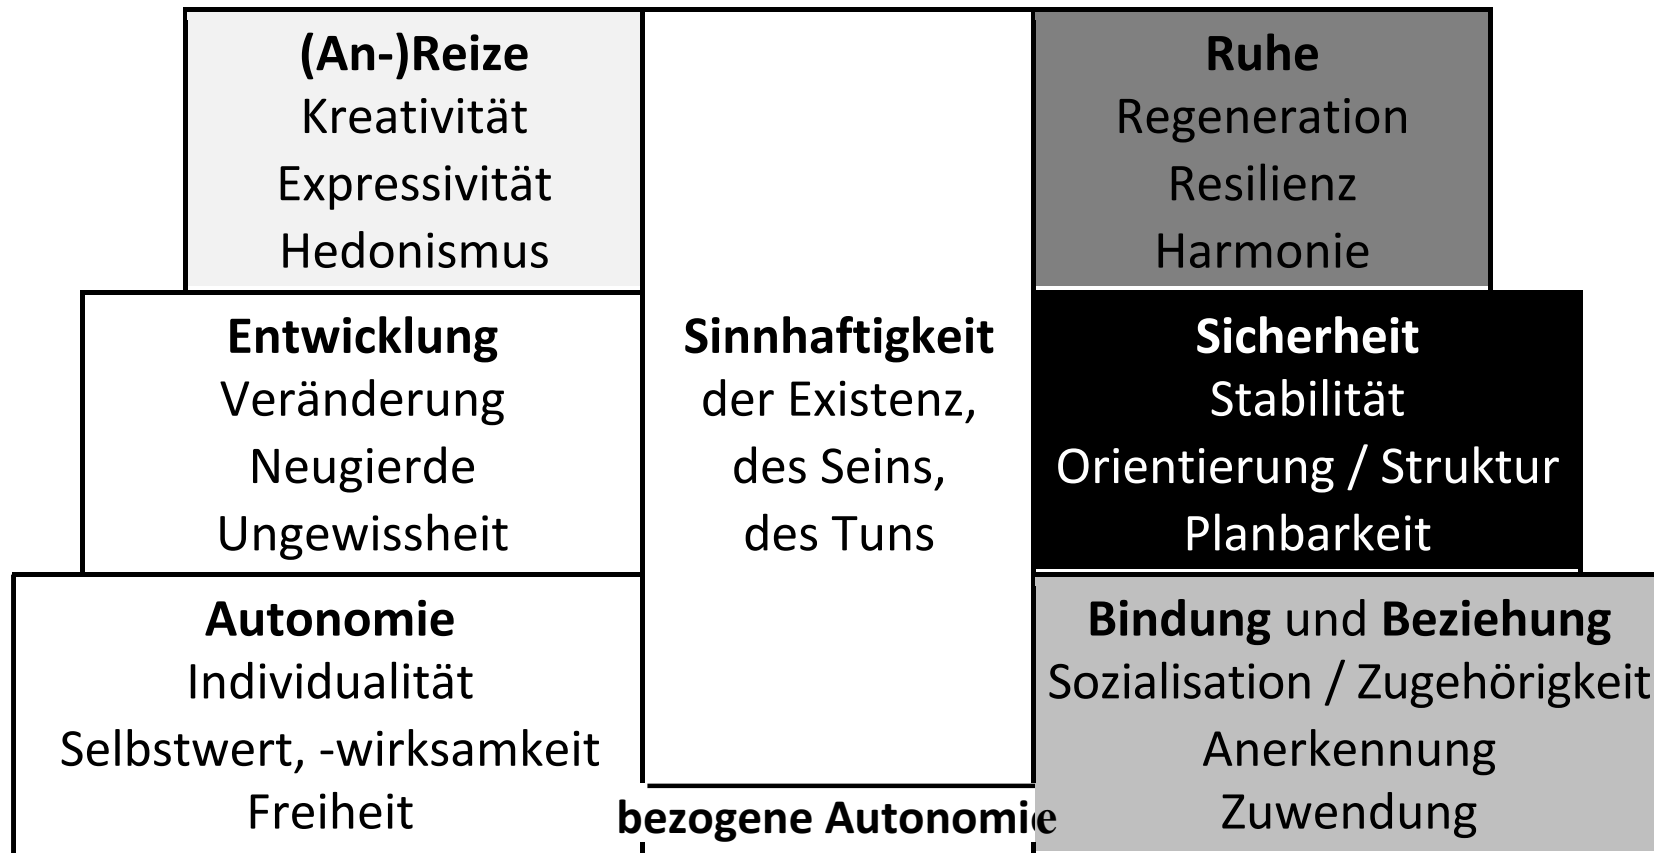 (An-)Reize
Kreativität
Expressivität
Hedonismus
Ruhe
Regeneration
Resilienz
Harmonie
Entwicklung
Veränderung
Neugierde
Ungewissheit
Sinnhaftigkeit
der Existenz,
des Seins,
des Tuns
Sicherheit
Stabilität
Orientierung / Struktur
Planbarkeit
Autonomie
Individualität
Selbstwert, -wirksamkeit
Freiheit
bezogene Autonomie
Bindung und Beziehung
Sozialisation / Zugehörigkeit
Anerkennung
Zuwendung